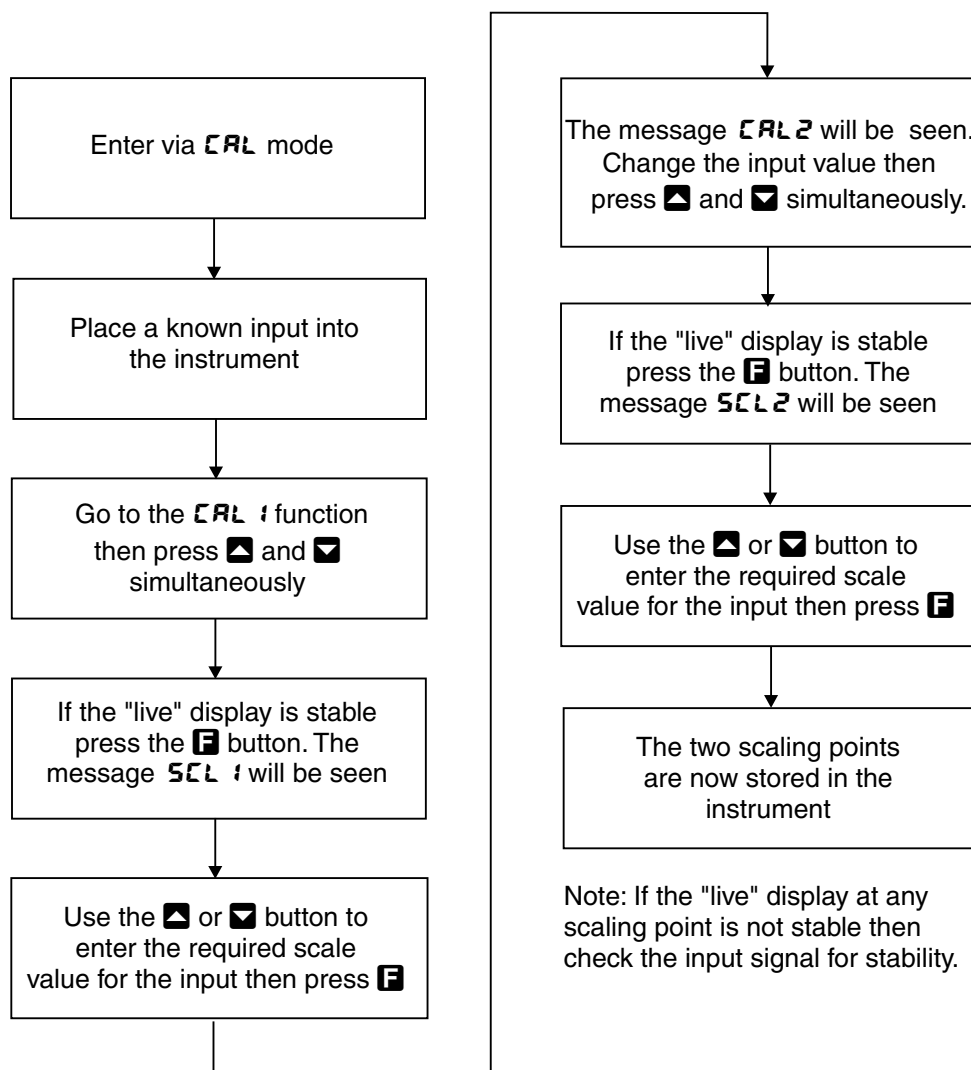 Enter via CAL mode
Place a known input into
the instrument
Go to the CAL 1 function
then press ▲ and ▼
simultaneously
If the "live" display is stable
press the F button. The
message SCL 1 will be seen
Use the ▲ or ▼ button to
enter the required scale
value for the input then press F
The message CAL2 will be seen.
Change the input value then
press ▲ and ▼ simultaneously.
If the "live" display is stable
press the F button. The
message SCL2 will be seen
Use the ▲ or ▼ button to
enter the required scale
value for the input then press F
The two scaling points
are now stored in the
instrument
Note: If the "live" display at any
scaling point is not stable then
check the input signal for stability.